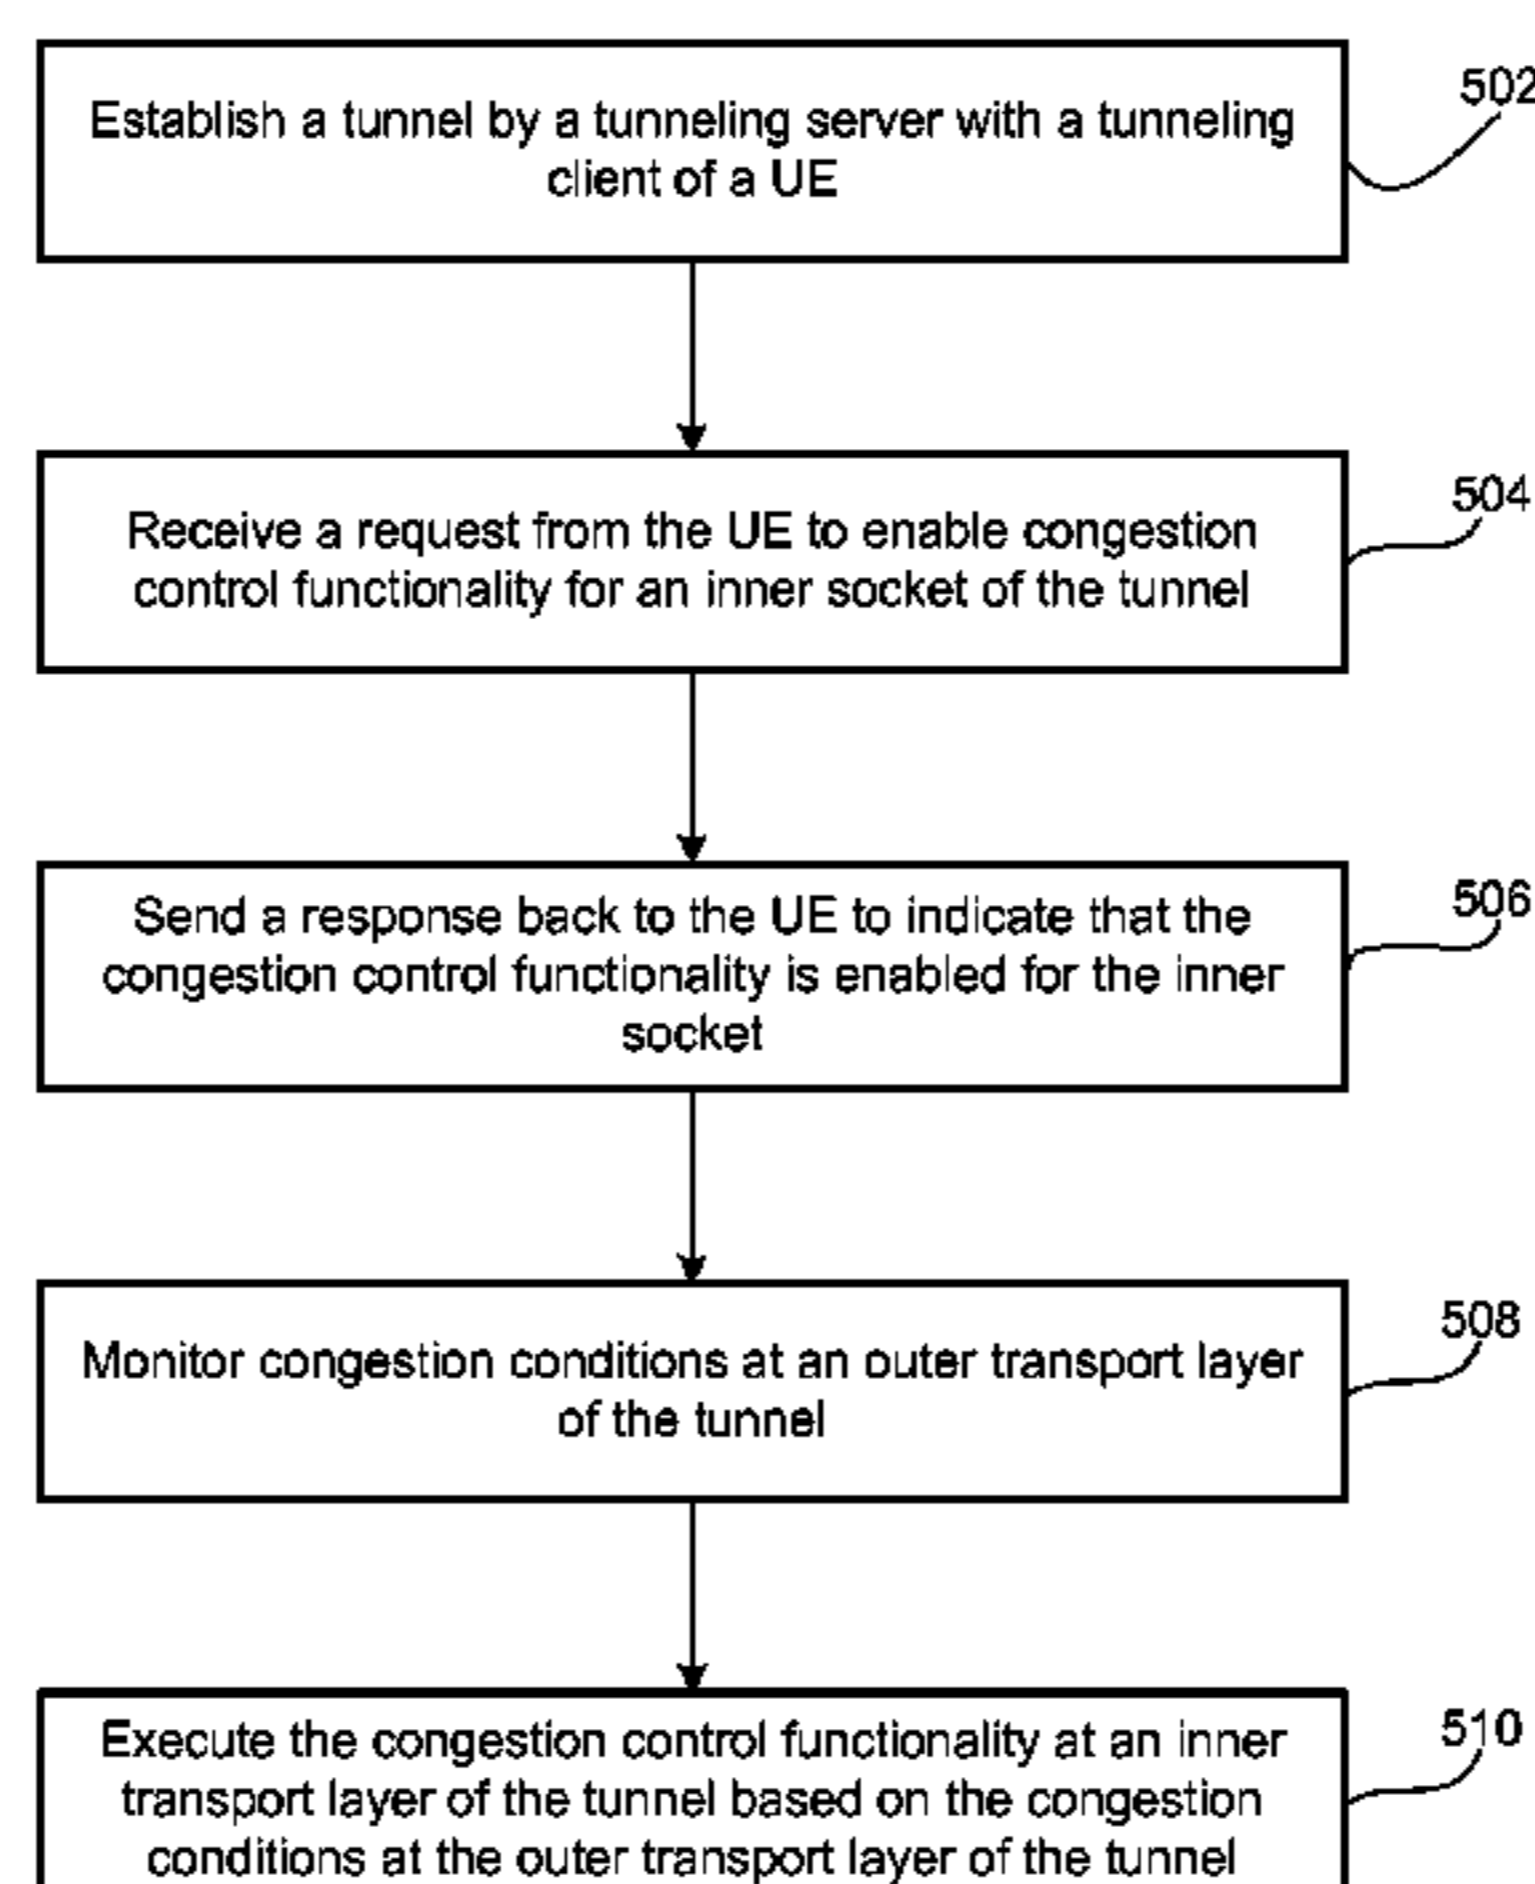 Establish a tunnel by a tunneling server with a tunneling
client of a UE
502
Receive a request from the UE to enable congestion
control functionality for an inner socket of the tunnel
504
Send a response back to the UE to indicate that the
congestion control functionality is enabled for the inner
socket
506
Monitor congestion conditions at an outer transport layer
of the tunnel
508
Execute the congestion control functionality at an inner
transport layer of the tunnel based on the congestion
conditions at the outer transport layer of the tunnel
510